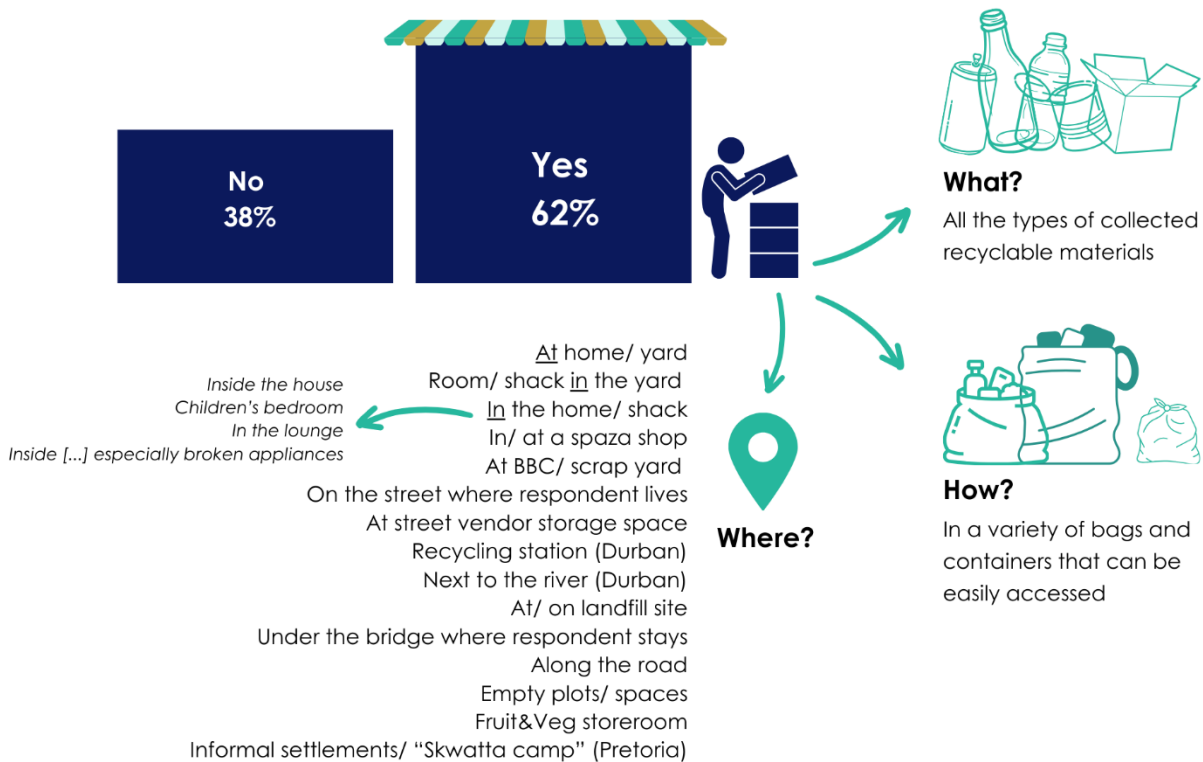 No
38%
Yes
62%
What?
All the types of collected
recyclable materials
At home/ yard
Room/ shack in the yard
In the home/ shack
In/ at a spaza shop
At BBC/ scrap yard
On the street where respondent lives
At street vendor storage space
Recycling station (Durban)
Next to the river (Durban)
At/ on landfill site
Under the bridge where respondent stays
Along the road
Empty plots/ spaces
Fruit&Veg storeroom
Informal settlements/ “Skwatta camp” (Pretoria)
Inside the house
Children’s bedroom
In the lounge
Inside [...] especially broken appliances
Where?
How?
In a variety of bags and
containers that can be
easily accessed